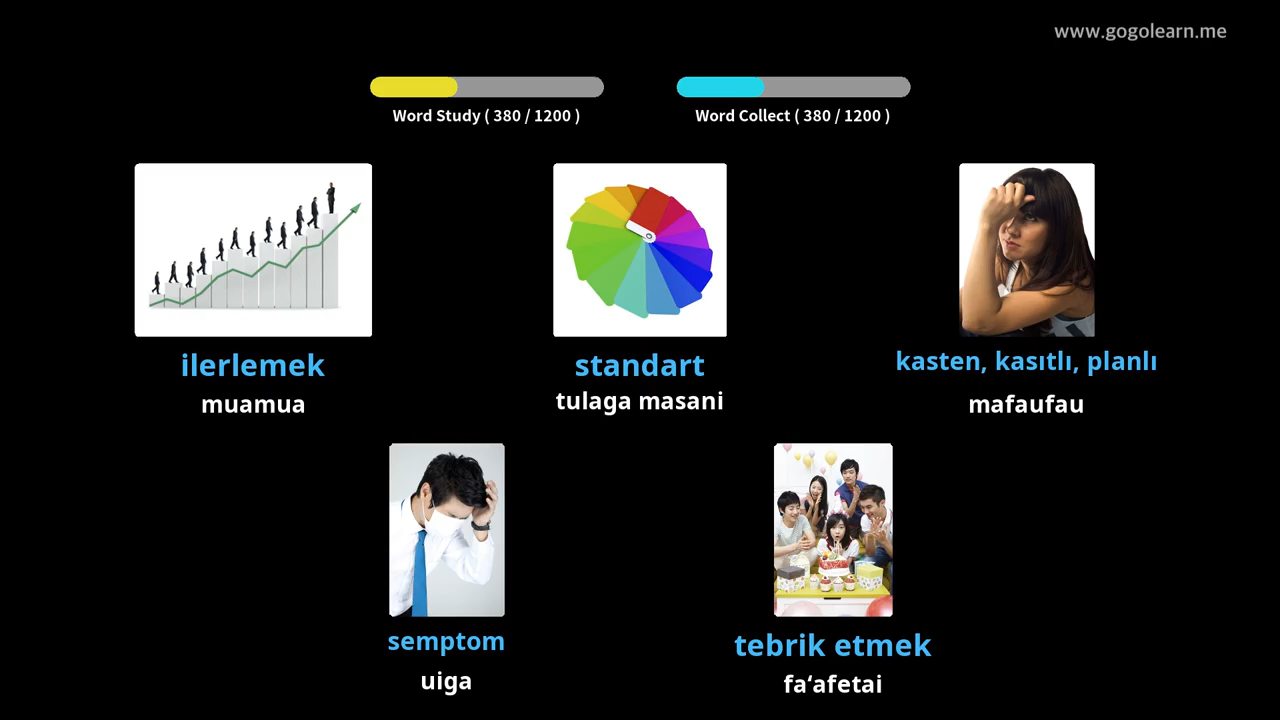 www.gogolearn.me
Word Study ( 380 / 1200 )
Word Collect ( 380 / 1200 )
ilerlemek
muamua
standart
tulaga masani
kasten, kasıtlı, planlı
mafaufau
semptom
uiga
tebrik etmek
faʻafetai